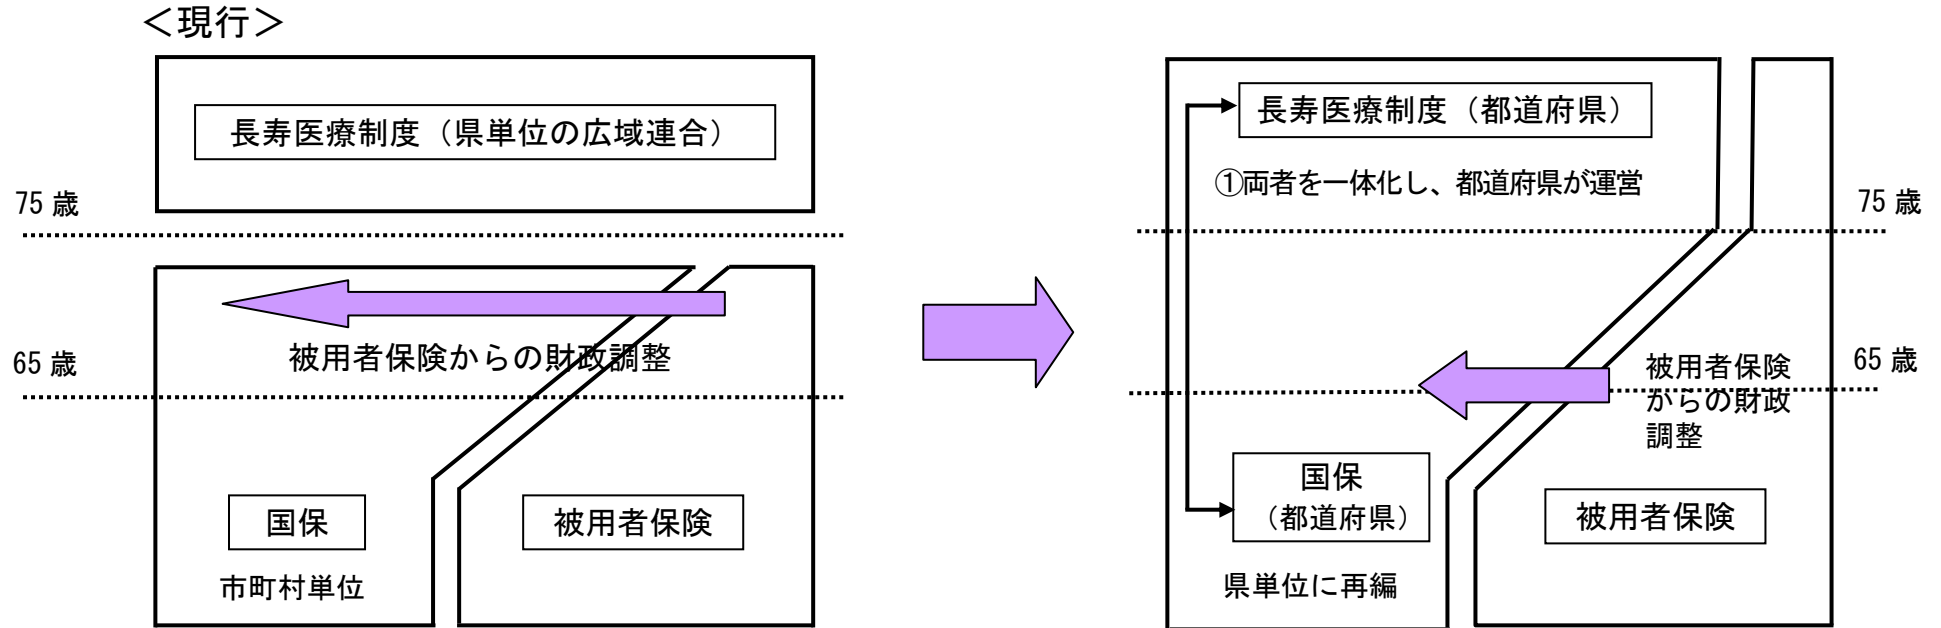 ＜現行＞
長寿医療制度（県単位の広域連合）
75 歳
被用者保険からの財政調整
65 歳
国保
市町村単位
被用者保険
長寿医療制度（都道府県）
①両者を一体化し、都道府県が運営
75 歳
被用者保険
からの財政
調整
65 歳
国保
（都道府県）
県単位に再編
被用者保険